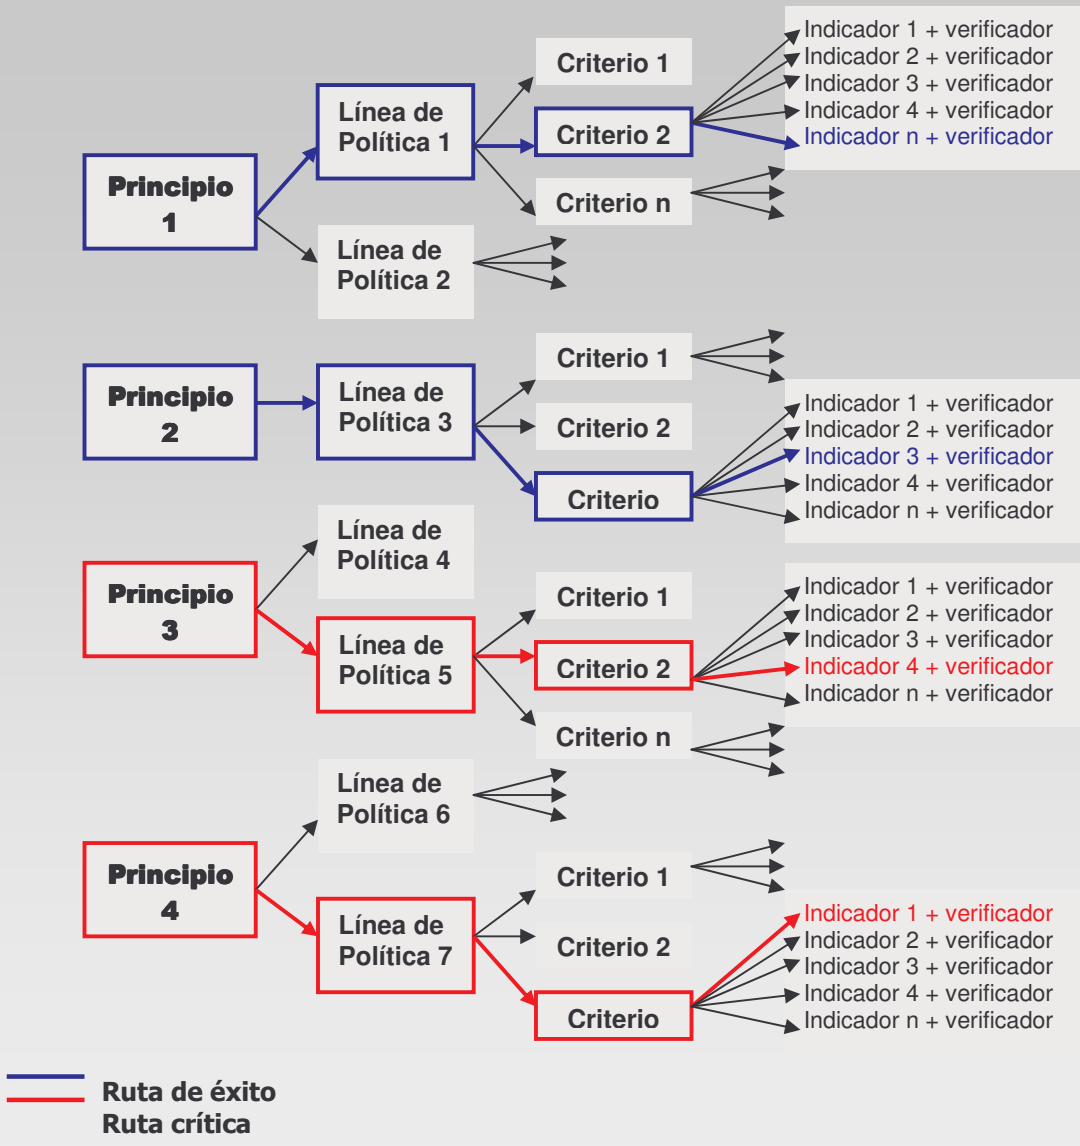 Principio
1
Línea de
Política 1
Criterio 1
Criterio 2
Criterio n
Indicador 1 + verificador
Indicador 2 + verificador
Indicador 3 + verificador
Indicador 4 + verificador
Indicador n + verificador
Línea de
Política 2
Principio
2
Línea de
Política 3
Criterio 1
Criterio 2
Criterio
Indicador 1 + verificador
Indicador 2 + verificador
Indicador 3 + verificador
Indicador 4 + verificador
Indicador n + verificador
Principio
3
Línea de
Política 4
Línea de
Política 5
Criterio 1
Criterio 2
Criterio n
Indicador 1 + verificador
Indicador 2 + verificador
Indicador 3 + verificador
Indicador 4 + verificador
Indicador n + verificador
Principio
4
Línea de
Política 6
Línea de
Política 7
Criterio 1
Criterio 2
Criterio
Indicador 1 + verificador
Indicador 2 + verificador
Indicador 3 + verificador
Indicador 4 + verificador
Indicador n + verificador
Ruta de éxito
Ruta crítica